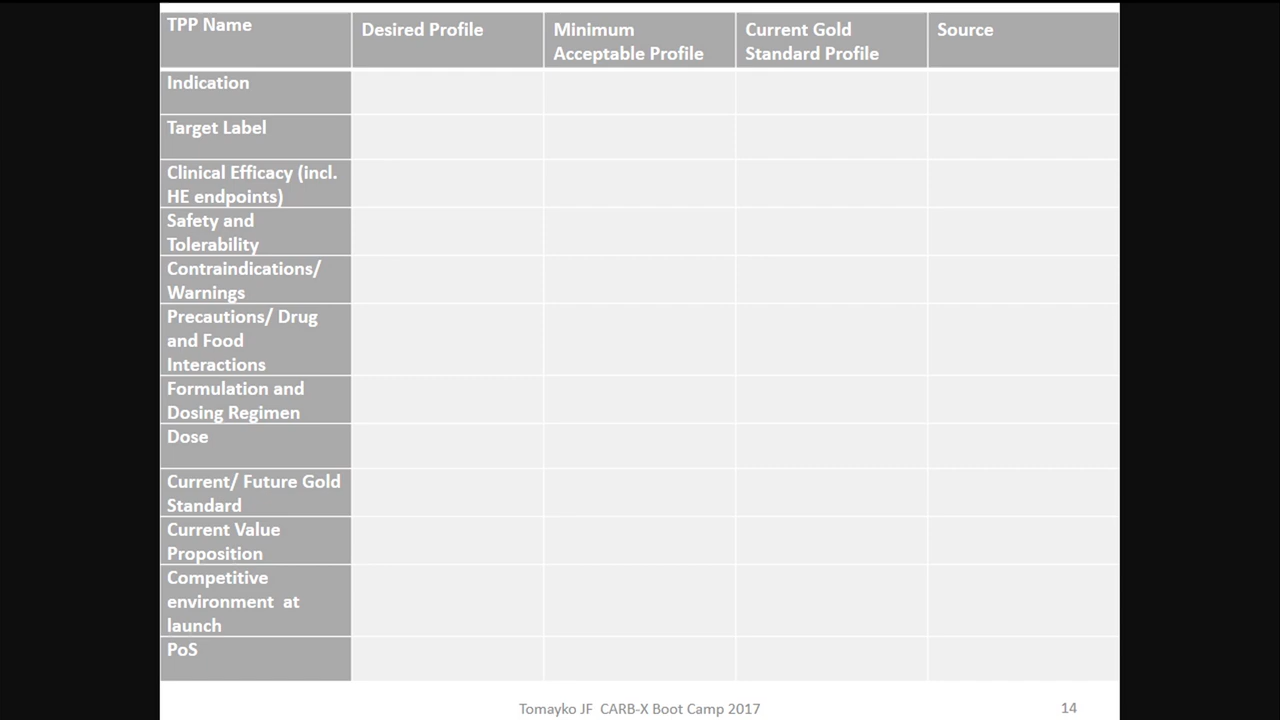 TPP Name
Desired Profile
Minimum
Acceptable Profile
Current Gold
Standard Profile
Source
Indication
Target Label
Clinical Efficacy (incl.
HE endpoints)
Safety and
Tolerability
Contraindications/
Warnings
Precautions/ Drug
and Food
Interactions
Formulation and
Dosing Regimen
Dose
Current/ Future Gold
Standard
Current Value
Proposition
Competitive
environment at
launch
PoS
Tomayko JF CARB-X Boot Camp 2017
14